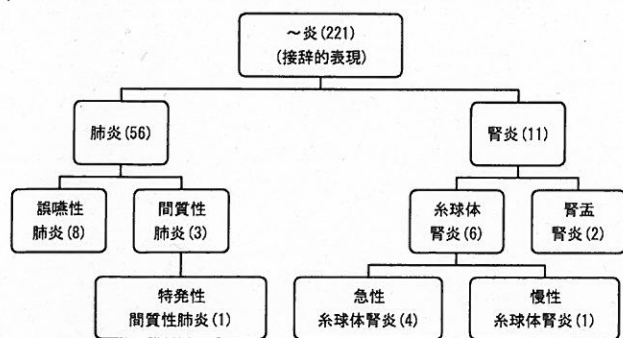 ～炎(221)
(接辞的表現)
肺炎(56)
腎炎(11)
誤嚥性
肺炎(8)
間質性
肺炎(3)
糸球体
腎炎(6)
腎盂
腎炎(2)
特発性
間質性肺炎(1)
急性
糸球体腎炎(4)
慢性
糸球体腎炎(1)